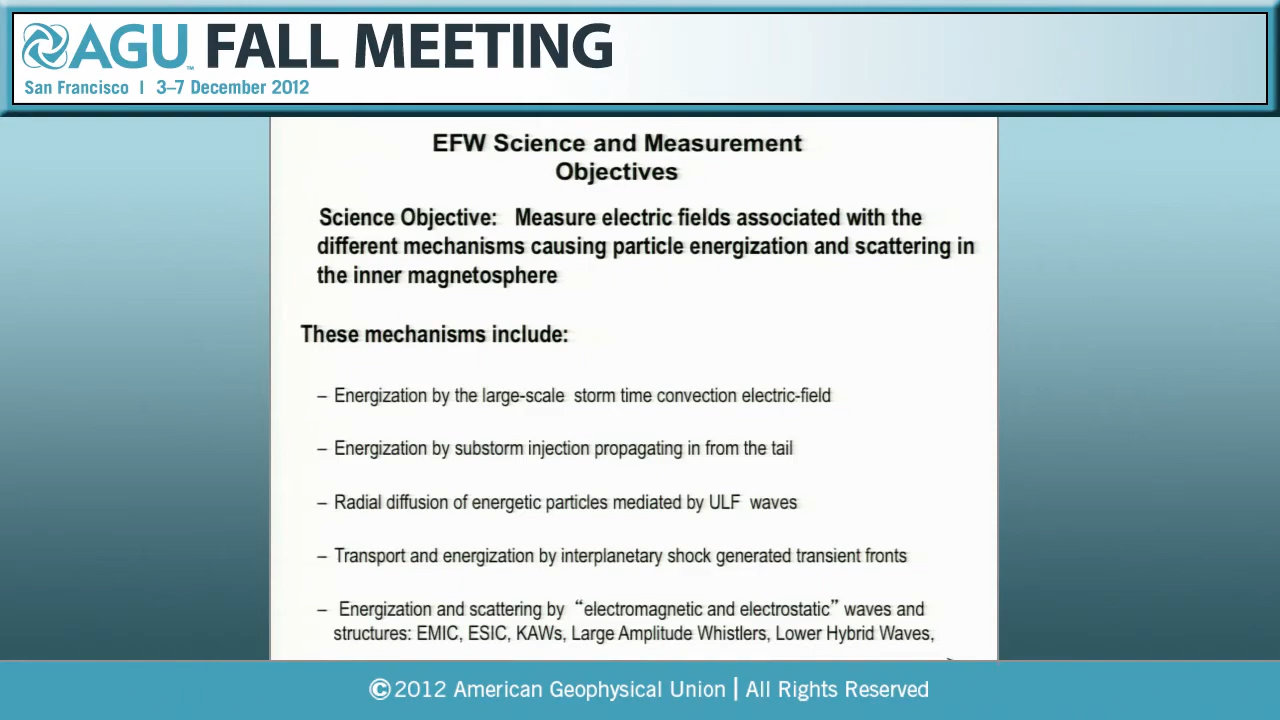 AGU™ FALL MEETING
San Francisco | 3–7 December 2012
EFW Science and Measurement
Objectives
Science Objective: Measure electric fields associated with the
different mechanisms causing particle energization and scattering in
the inner magnetosphere
These mechanisms include:
– Energization by the large-scale storm time convection electric-field
– Energization by substorm injection propagating in from the tail
– Radial diffusion of energetic particles mediated by ULF waves
– Transport and energization by interplanetary shock generated transient fronts
– Energization and scattering by “electromagnetic and electrostatic” waves and
structures: EMIC, ESIC, KAWs, Large Amplitude Whistlers, Lower Hybrid Waves,
©2012 American Geophysical Union | All Rights Reserved